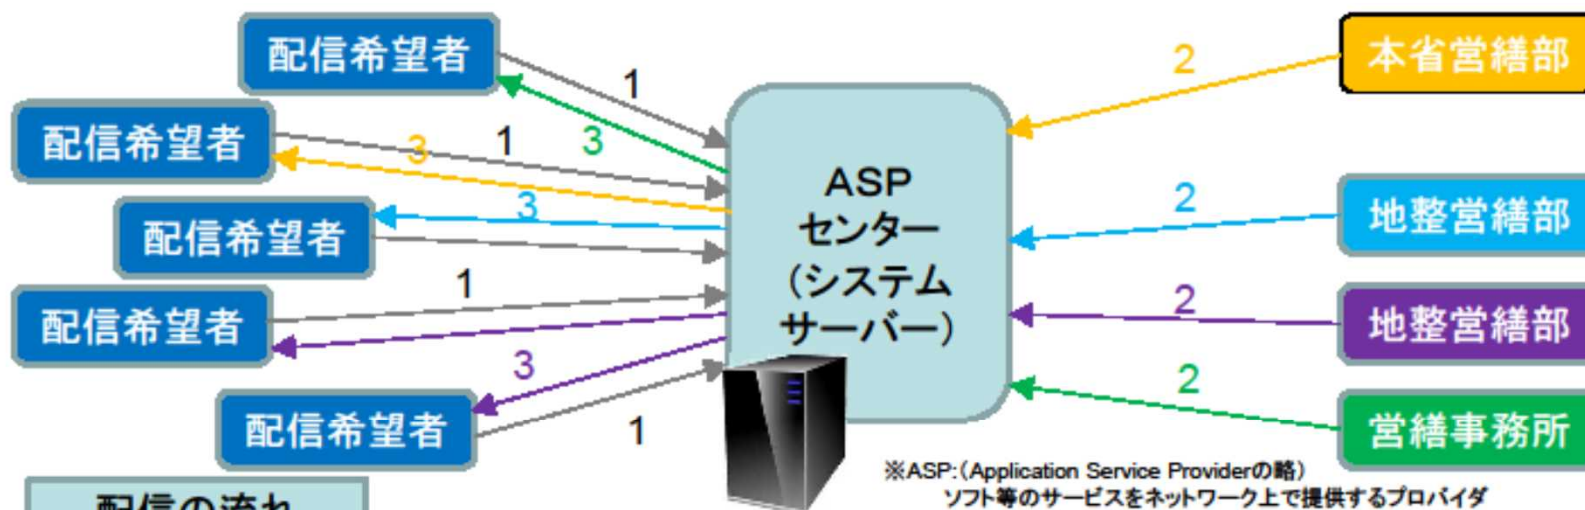 配信希望者
1
3
配信希望者
1
3
配信希望者
3
配信希望者
1
配信希望者
3
1
ASP
センター
(システム
サーバー)
2
本省営繕部
2
地整営繕部
2
地整営繕部
2
営繕事務所
※ASP:(Application Service Providerの略)
ソフト等のサービスをネットワーク上で提供するプロバイダ
配信の流れ